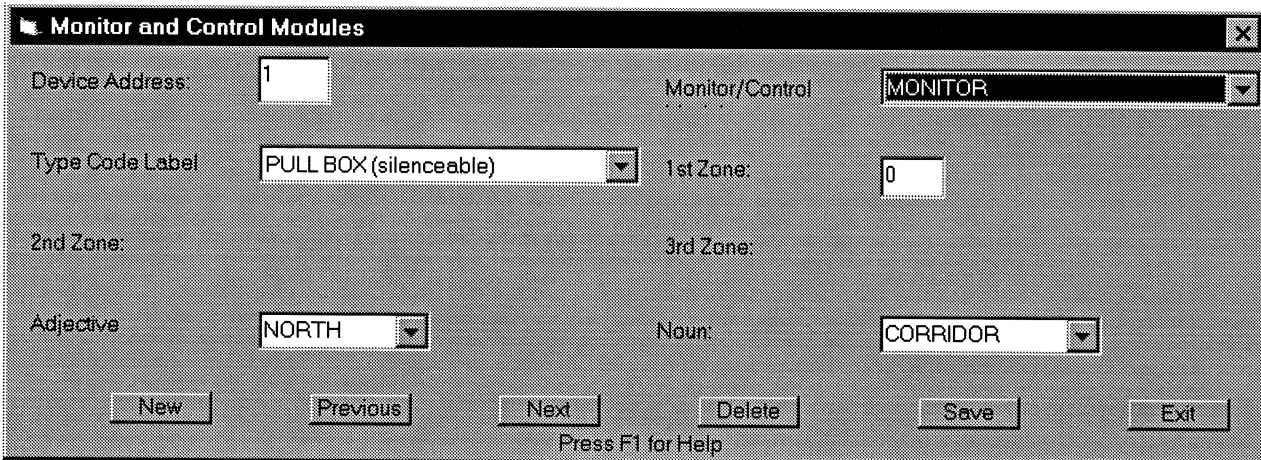 Monitor and Control Modules
Device Address: 1 Monitor/Control MONITOR
Type Code Label PULL BOX (silenceable) 1st Zone: 0
2nd Zone: 3rd Zone:
Adjective NORTH Noun: CORRIDOR
New Previous Next Delete Save Exit
Press F1 for Help